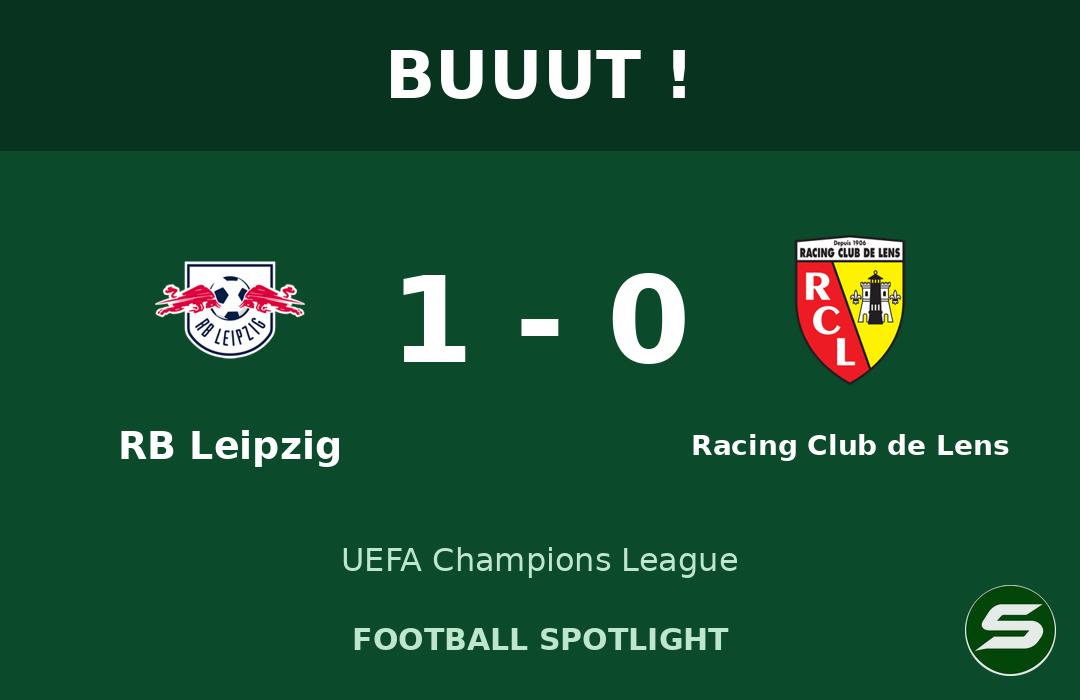 BUUUT !
RB LEIPZIG
1 - 0
Depuis 1906
RACING CLUB DE LENS
R
C
L
RB Leipzig
Racing Club de Lens
UEFA Champions League
FOOTBALL SPOTLIGHT
S